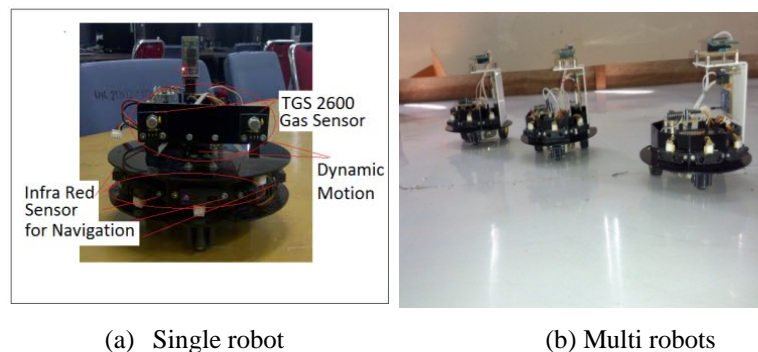 TGS 2600
Gas Sensor
Dynamic
Motion
Infra Red
Sensor
for Navigation
(a) Single robot
(b) Multi robots